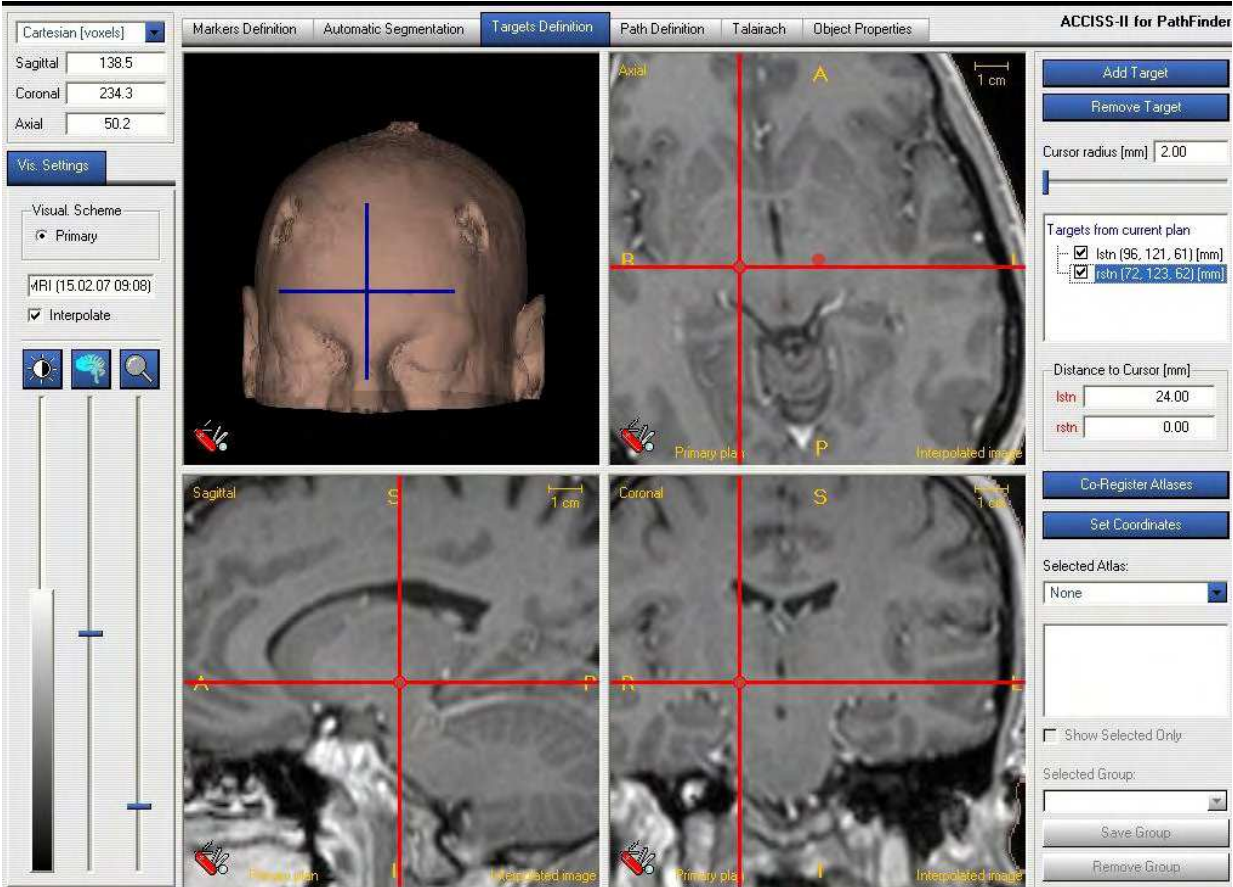 ACCISS-II for PathFinder
Cartesian [voxels]
Markers Definition
Automatic Segmentation
Targets Definition
Path Definition
Talairach
Object Properties
Sagittal 138.5
Coronal 234.3
Axial 50.2
Vis. Settings
Visual. Scheme
Primary
MRI (15.02.07 09:08)
Interpolate
Axial
A
1 cm
R
L
Primary plan
P
Interpolated image
Sagittal
S
1 cm
A
P
Primary plan
I
Interpolated image
Coronal
S
1 cm
R
L
Primary plan
I
Interpolated image
Add Target
Remove Target
Cursor radius [mm] 2.00
Targets from current plan
lstn (96, 121, 61) [mm]
rstn (72, 123, 62) [mm]
Distance to Cursor [mm]
lstn 24.00
rstn 0.00
Co-Register Atlases
Set Coordinates
Selected Atlas:
None
Show Selected Only
Selected Group:
Save Group
Remove Group